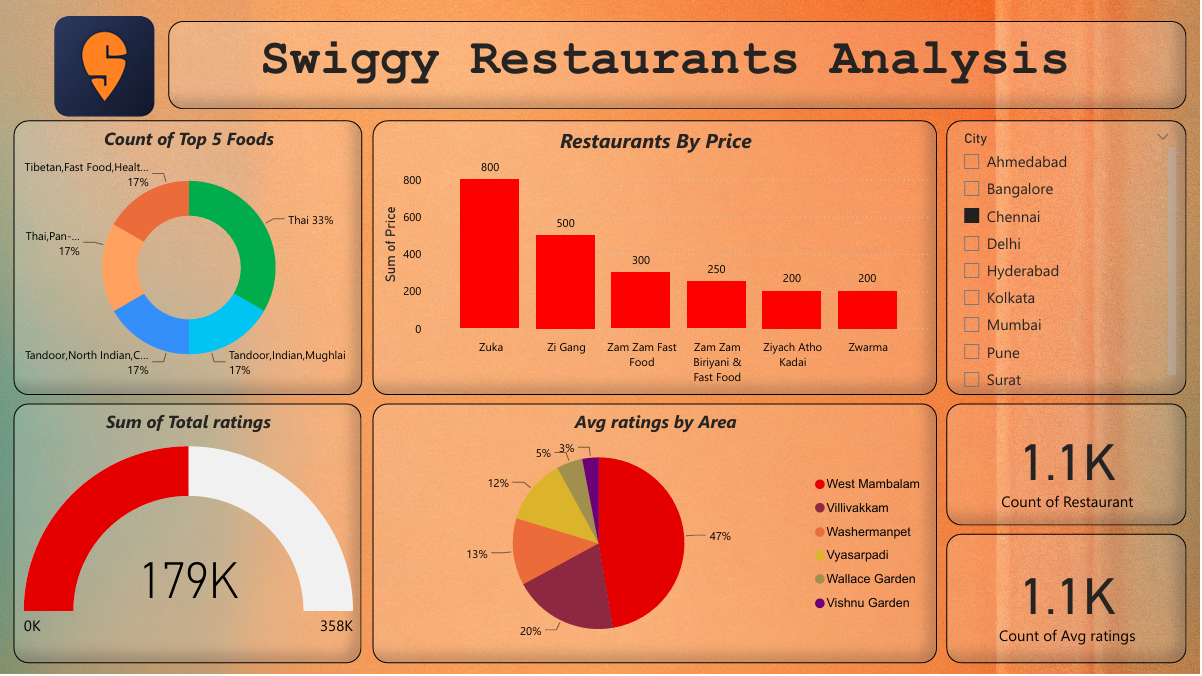 Swiggy Restaurants Analysis
Count of Top 5 Foods
Tibetan,Fast Food,Healt...
17%
Thai 33%
Thai,Pan-...
17%
Tandoor,North Indian,C...
17%
Tandoor,Indian,Mughlai
17%
Restaurants By Price
Sum of Price
800
600
400
200
0
800
500
300
250
200
200
Zuka
Zi Gang
Zam Zam Fast
Food
Zam Zam
Biriyani &
Fast Food
Ziyach Atho
Kadai
Zwarma
City
Ahmedabad
Bangalore
Chennai
Delhi
Hyderabad
Kolkata
Mumbai
Pune
Surat
Sum of Total ratings
179K
0K
358K
Avg ratings by Area
3%
5%
12%
13%
20%
47%
West Mambalam
Villivakkam
Washermanpet
Vyasarpadi
Wallace Garden
Vishnu Garden
1.1K
Count of Restaurant
1.1K
Count of Avg ratings